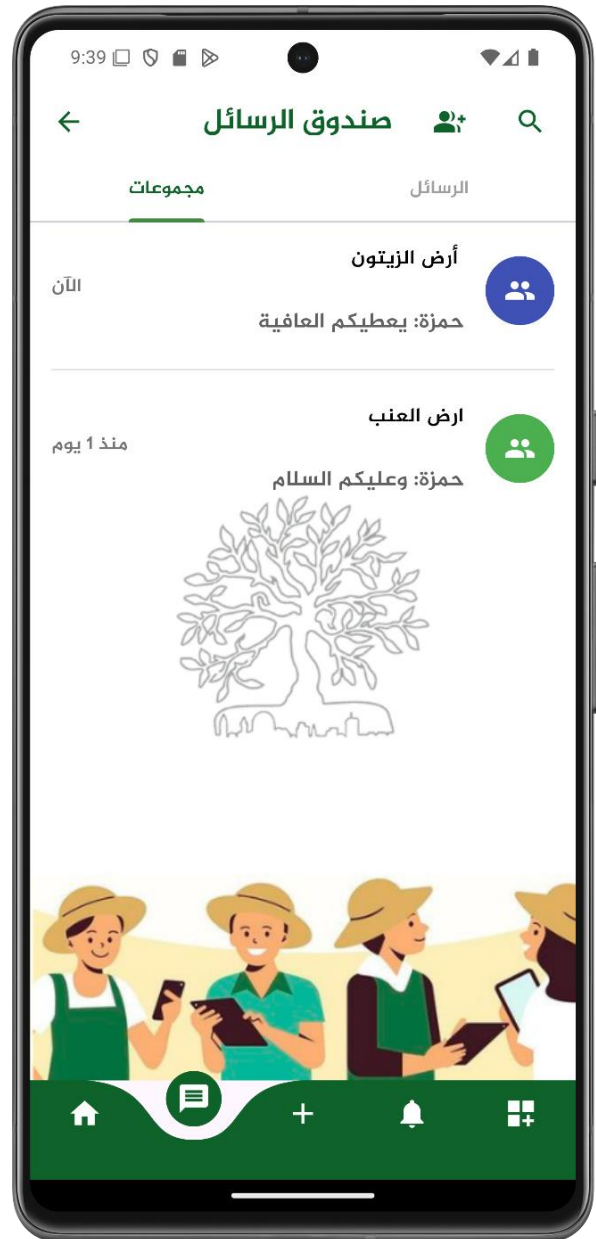 9:39
صندوق الرسائل
الرسائل
مجموعات
أرض الزيتون
الآن
حمزة: يعطيكم العافية
ارض العنب
منذ 1 يوم
حمزة: وعليكم السلام